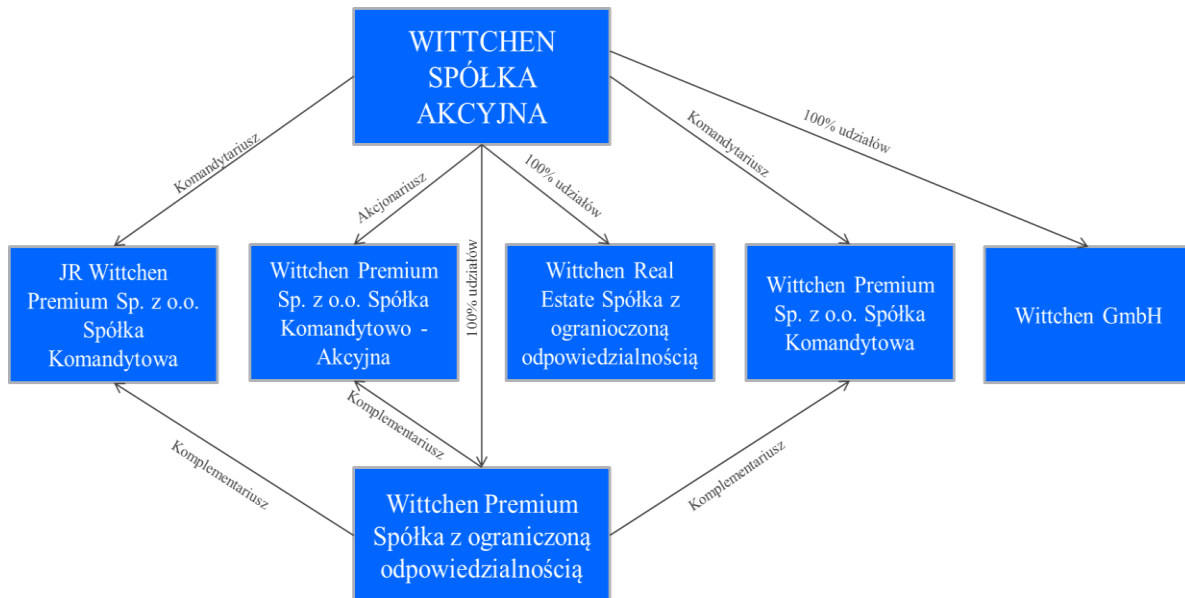 WITTCHEN
SPÓŁKA
AKCYJNA
Komandytariusz
Akcjonariusz
100% udziałów
100% udziałów
Komandytariusz
100% udziałów
JR Wittchen
Premium Sp. z o.o.
Spółka
Komandytowa
Wittchen Premium
Sp. z o.o. Spółka
Komandytowo -
Akcyjna
Wittchen Real
Estate Spółka z
ogranioczoną
odpowiedzialnością
Wittchen Premium
Sp. z o.o. Spółka
Komandytowa
Wittchen GmbH
Komplementariusz
Komplementariusz
Komplementariusz
Wittchen Premium
Spółka z ograniczoną
odpowiedzialnością